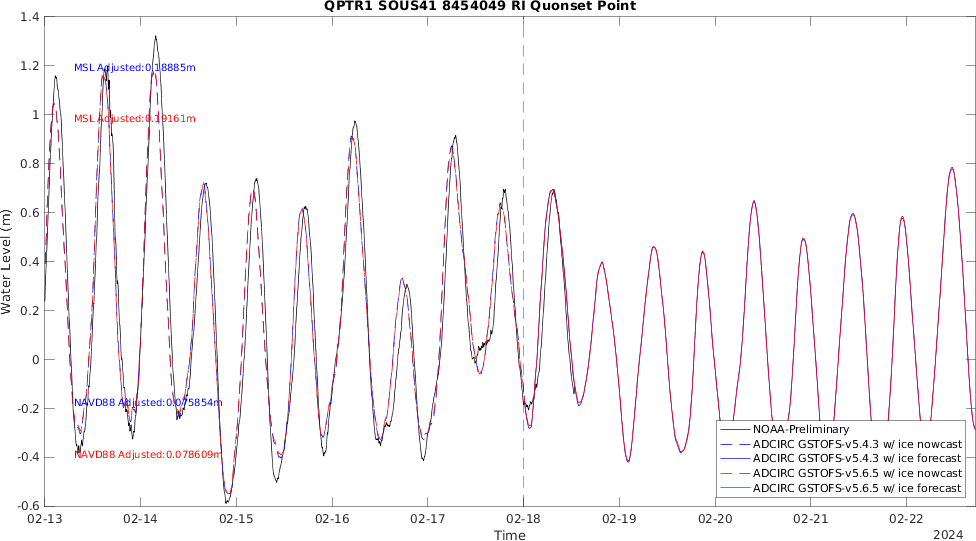 QPTR1 SOUS41 8454049 RI Quonset Point
1.4
1.2
1
0.8
0.6
0.4
0.2
0
-0.2
-0.4
-0.6
Water Level (m)
MSL Adjusted:0.18885m
MSL Adjusted:0.19161m
NAVD88 Adjusted:0.075854m
NAVD88 Adjusted:0.078609m
NOAA-Preliminary
ADCIRC GSTOFS-v5.4.3 w/ ice nowcast
ADCIRC GSTOFS-v5.4.3 w/ ice forecast
ADCIRC GSTOFS-v5.6.5 w/ ice nowcast
ADCIRC GSTOFS-v5.6.5 w/ ice forecast
02-13 02-14 02-15 02-16 02-17 02-18 02-19 02-20 02-21 02-22
Time
2024